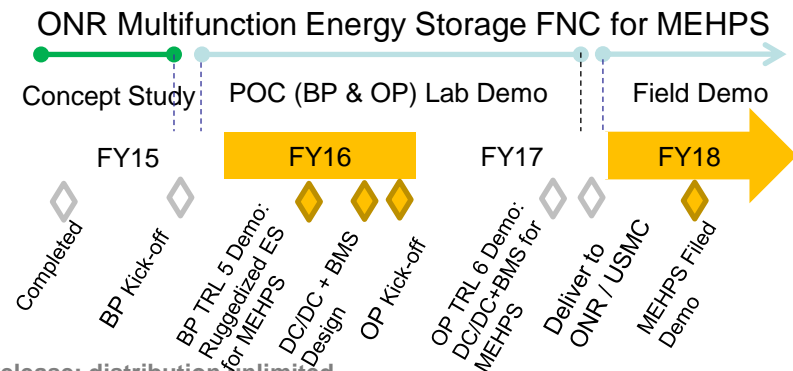 ONR Multifunction Energy Storage FNC for MEHPS
Concept Study
POC (BP & OP) Lab Demo
Field Demo
FY15
FY16
FY17
FY18
Completed
BP Kick-off
BP TRL 5 Demo:
Ruggedized ES
for MEHPS
DC/DC + BMS
Design
OP Kick-off
OP TRL 6 Demo:
DC/DC+BMS for
MEHPS
Deliver to
ONR / USMC
MEHPS Filed
Demo
elease: distribution unlimited